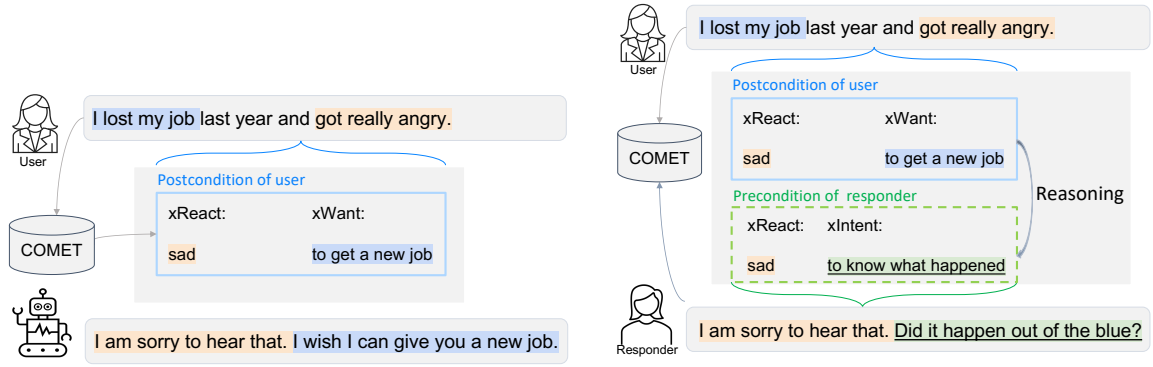 I lost my job last year and got really angry.
User
Postcondition of user
xReact: xWant:
sad to get a new job
COMET
I am sorry to hear that. I wish I can give you a new job.
I lost my job last year and got really angry.
User
Postcondition of user
xReact: xWant:
COMET
sad to get a new job
Reasoning
Precondition of responder
xReact: xIntent:
sad to know what happened
I am sorry to hear that. Did it happen out of the blue?
Responder